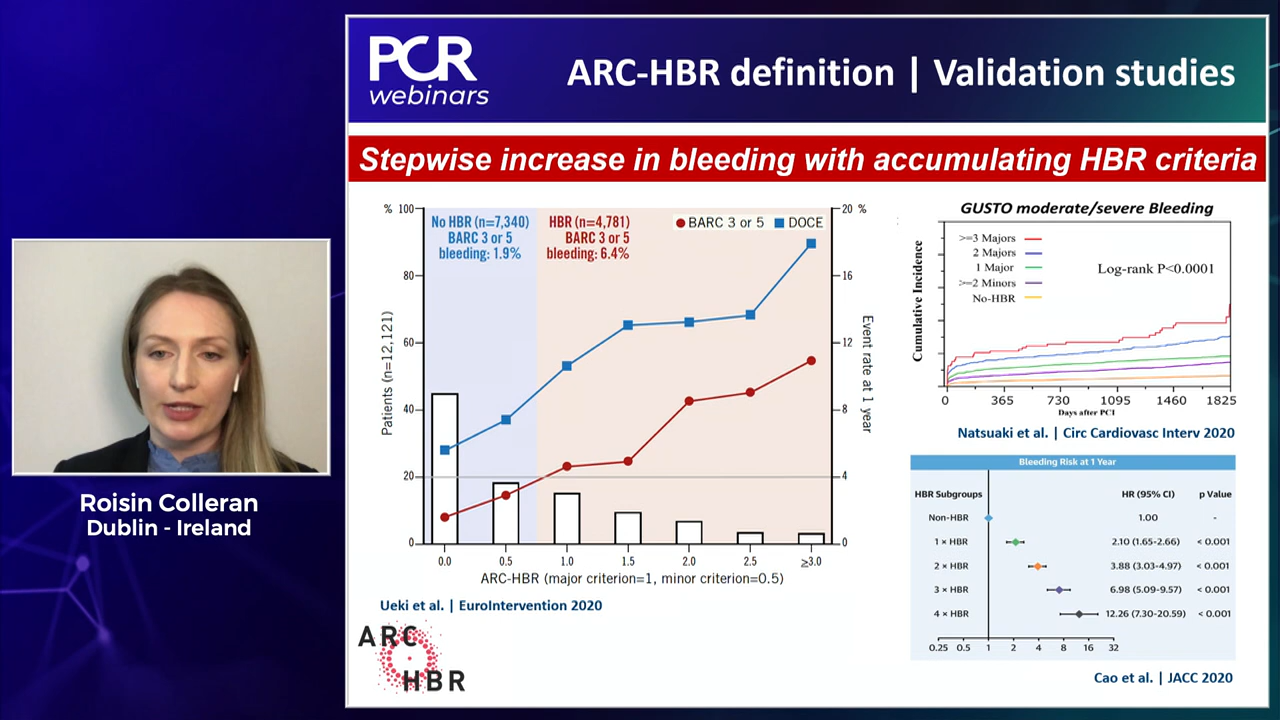 PCR
webinars
ARC-HBR definition | Validation studies
Stepwise increase in bleeding with accumulating HBR criteria
Roisin Colleran
Dublin - Ireland
% 100
80
60
40
20
0
Patients (n=12,121)
No HBR (n=7,340)
BARC 3 or 5
bleeding: 1.9%
HBR (n=4,781)
BARC 3 or 5
bleeding: 6.4%
BARC 3 or 5 DOCE
20 %
16
12
8
4
0
Event rate at 1 year
0.0 0.5 1.0 1.5 2.0 2.5 ≥3.0
ARC-HBR (major criterion=1, minor criterion=0.5)
Ueki et al. | EuroIntervention 2020
ARC
HBR
GUSTO moderate/severe Bleeding
Cumulative Incidence
>=3 Majors
2 Majors
1 Major
>=2 Minors
No-HBR
Log-rank P<0.0001
0 365 730 1095 1460 1825
Days after PCI
Natsuaki et al. | Circ Cardiovasc Interv 2020
Bleeding Risk at 1 Year
HBR Subgroups HR (95% CI) p Value
Non-HBR 1.00 -
1 × HBR 2.10 (1.65-2.66) < 0.001
2 × HBR 3.88 (3.03-4.97) < 0.001
3 × HBR 6.98 (5.09-9.57) < 0.001
4 × HBR 12.26 (7.30-20.59) < 0.001
0.25 0.5 1 2 4 8 16 32
Cao et al. | JACC 2020